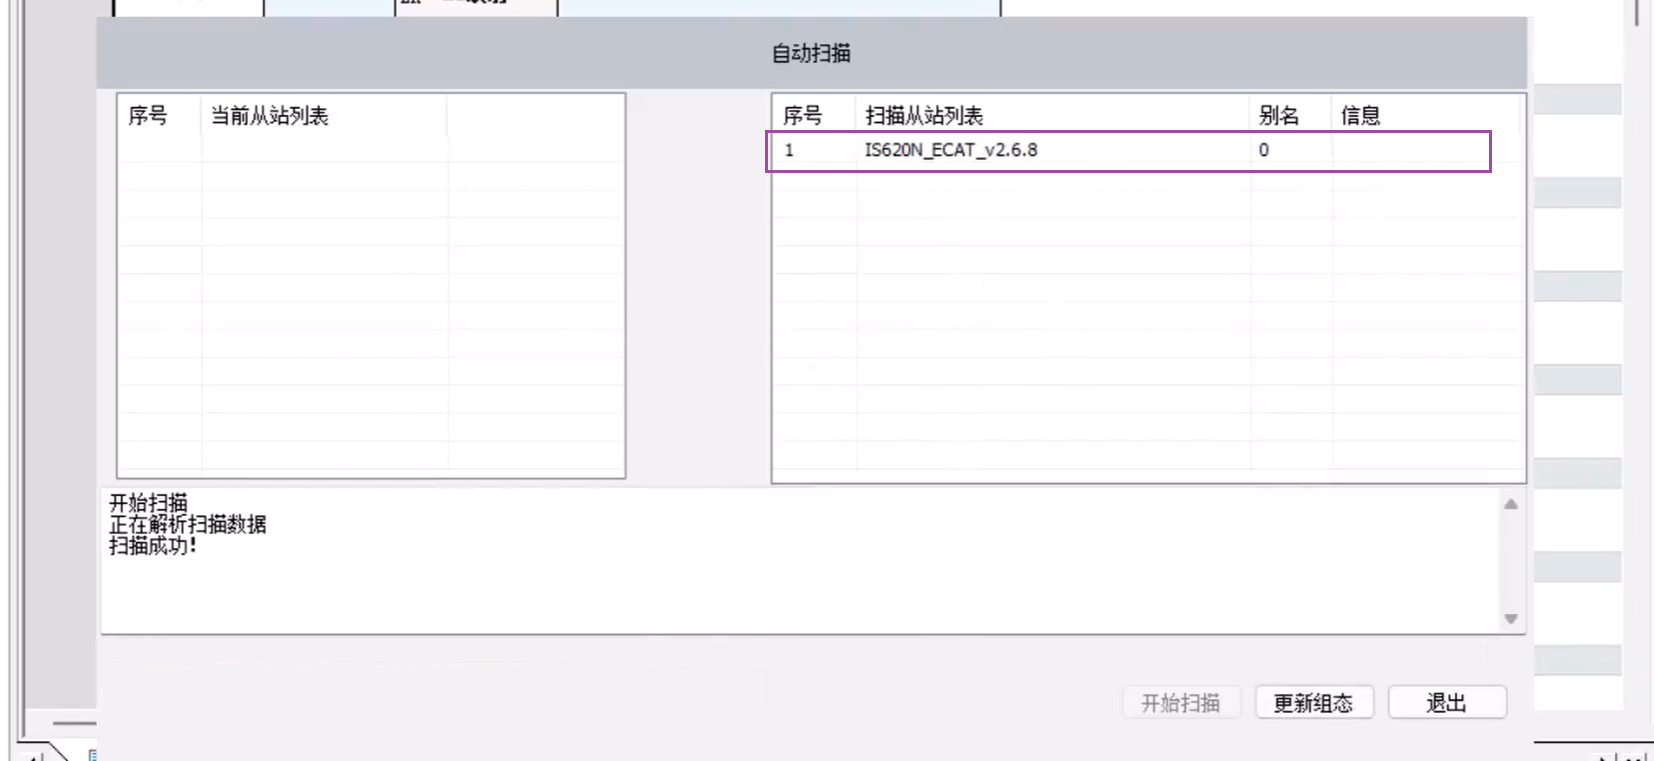 自动扫描
序号 当前从站列表
序号 扫描从站列表 别名 信息
1 IS620N_ECAT_v2.6.8 0
开始扫描
正在解析扫描数据
扫描成功!
开始扫描 更新组态 退出